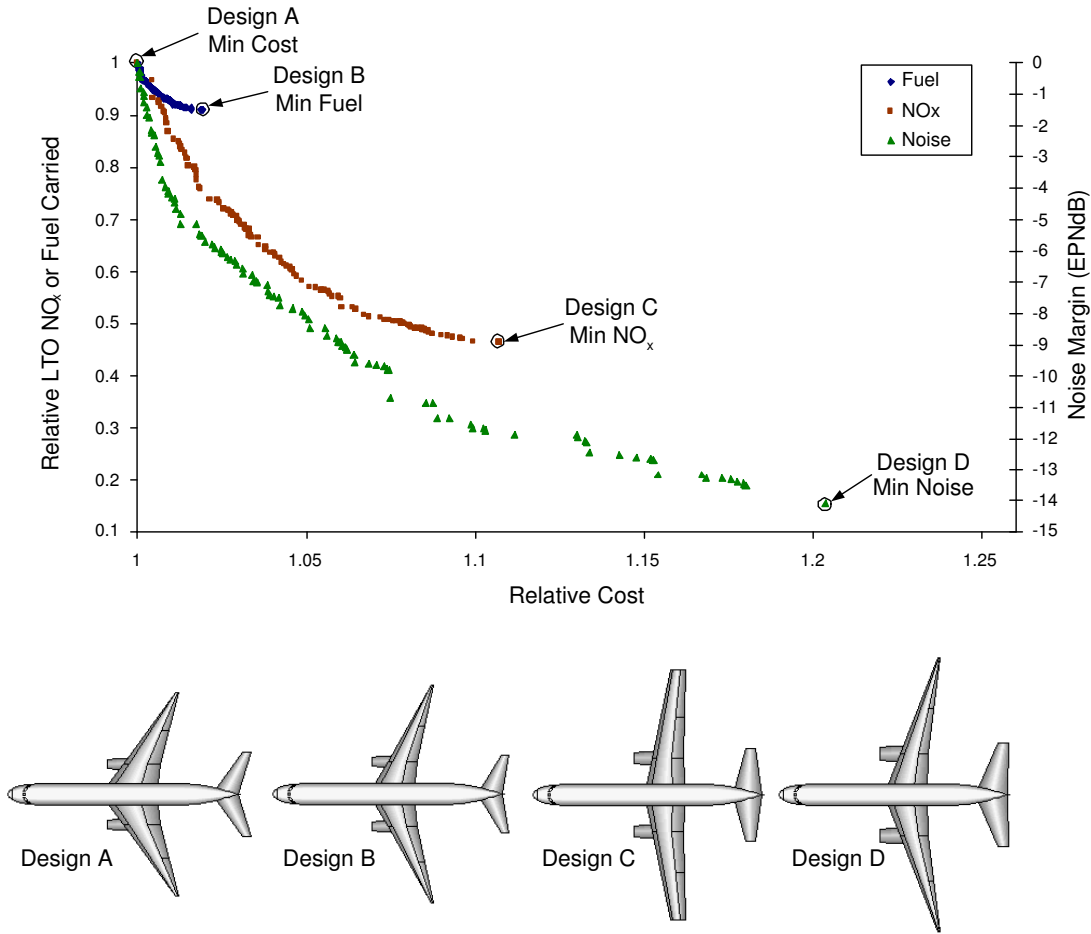 Design A
Min Cost
Design B
Min Fuel
Fuel
NOx
Noise
Design C
Min NOx
Design D
Min Noise
Relative LTO NOx or Fuel Carried
1
0.9
0.8
0.7
0.6
0.5
0.4
0.3
0.2
0.1
0
-1
-2
-3
-4
-5
-6
-7
-8
-9
-10
-11
-12
-13
-14
-15
Noise Margin (EPNdB)
1
1.05
1.1
1.15
1.2
1.25
Relative Cost
Design A
Design B
Design C
Design D